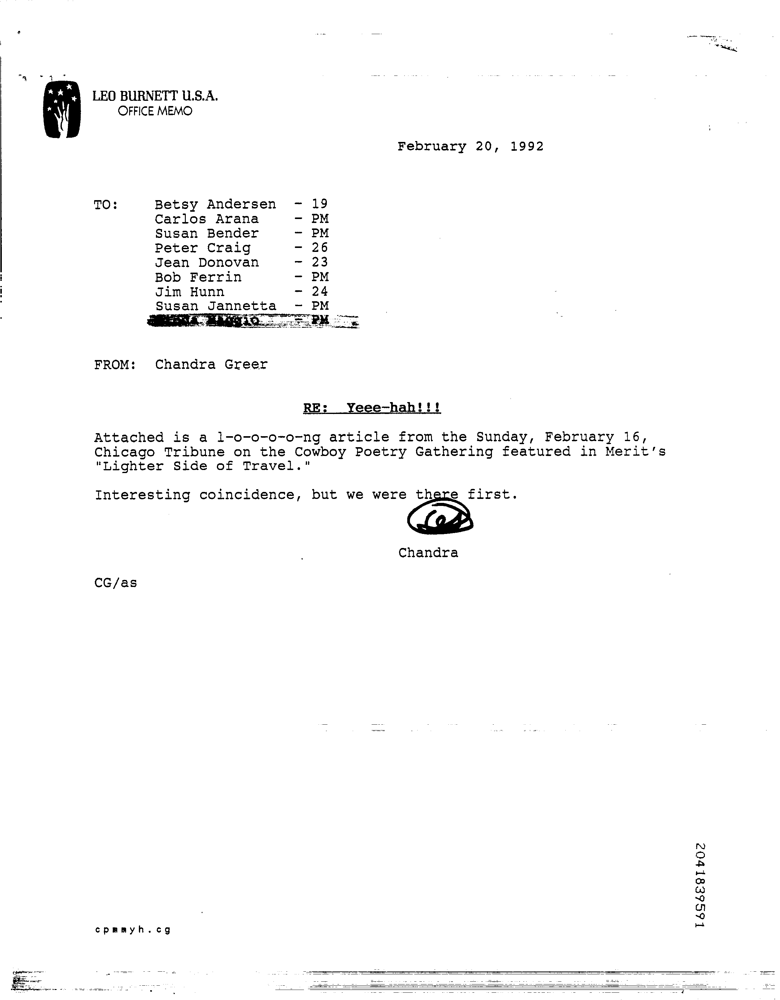 LEO BURNETT U.S.A.
OFFICE MEMO
February 20, 1992
TO: Betsy Andersen - 19
Carlos Arana - PM
Susan Bender - PM
Peter Craig - 26
Jean Donovan - 23
Bob Ferrin - PM
Jim Hunn - 24
Susan Jannetta - PM
Maggio - PM
FROM: Chandra Greer
RE: Yeee-hah!!!
Attached is a l-o-o-o-o-ng article from the Sunday, February 16,
Chicago Tribune on the Cowboy Poetry Gathering featured in Merit's
"Lighter Side of Travel."
Interesting coincidence, but we were there first.
Chandra
CG/as
2041839591
cpmmyh.cg